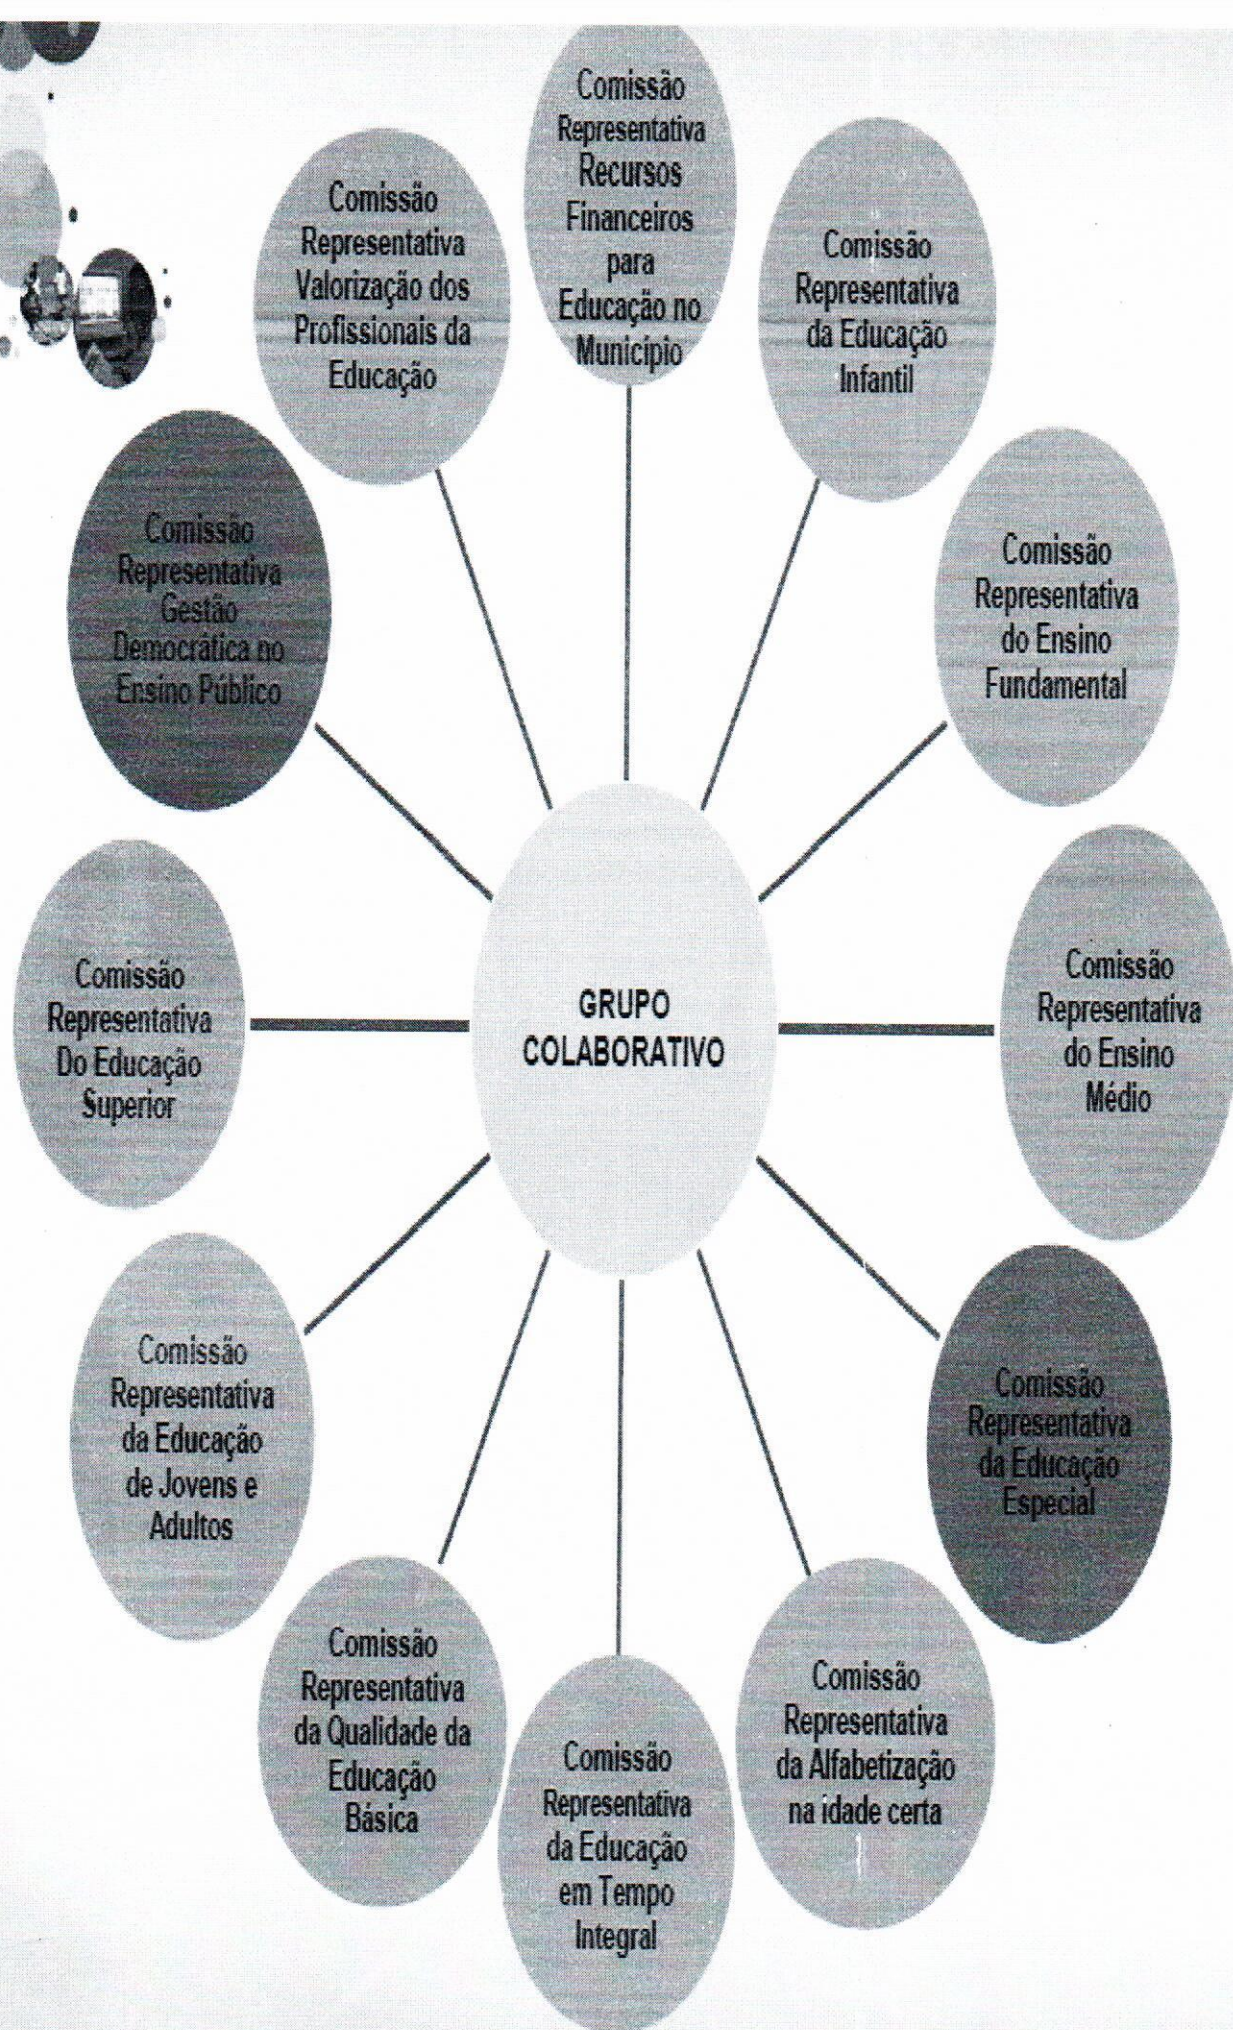 Comissão
Representativa
Recursos
Financeiros
para
Educação no
Município
Comissão
Representativa
da Educação
Infantil
Comissão
Representativa
do Ensino
Fundamental
Comissão
Representativa
do Ensino
Médio
Comissão
Representativa
da Educação
Especial
Comissão
Representativa
da Alfabetização
na idade certa
Comissão
Representativa
da Educação
em Tempo
Integral
Comissão
Representativa
da Qualidade da
Educação
Básica
Comissão
Representativa
da Educação
de Jovens e
Adultos
Comissão
Representativa
Do Educação
Superior
Comissão
Representativa
Gestão
Democrática no
Ensino Público
Comissão
Representativa
Valorização dos
Profissionais da
Educação
GRUPO
COLABORATIVO